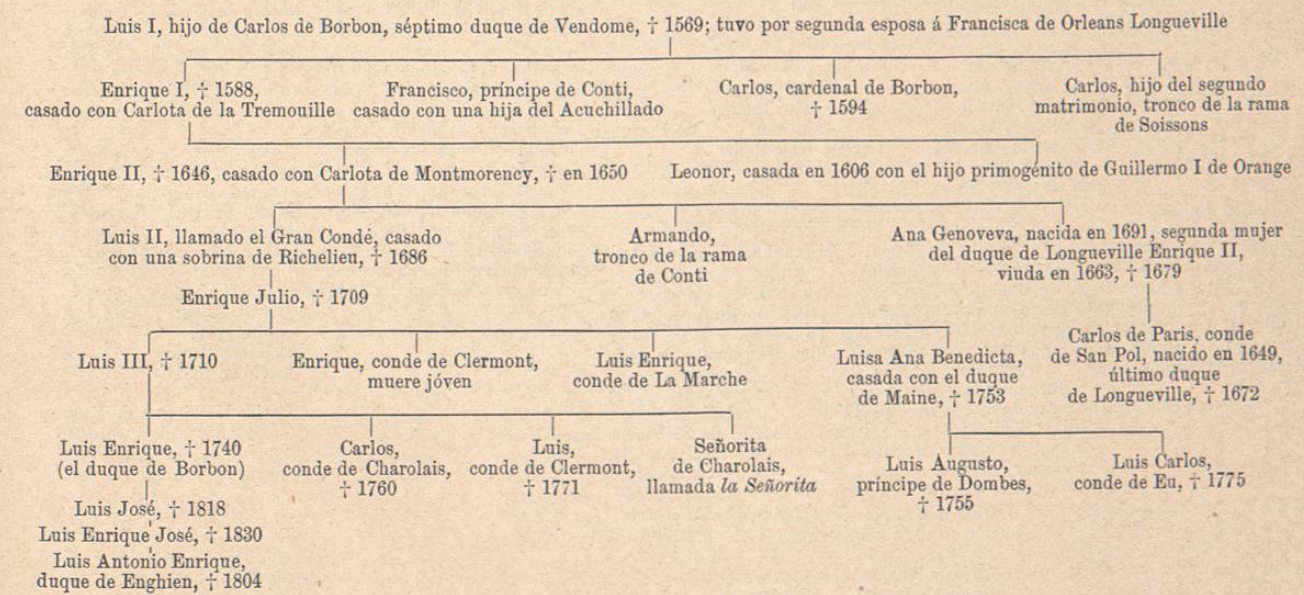 Luis I, hijo de Carlos de Borbon, séptimo duque de Vendome, † 1569; tuvo por segunda esposa á Francisca de Orleans Longueville
Enrique I, † 1588,
casado con Carlota de la Tremouille
Francisco, príncipe de Conti,
casado con una hija del Acuchillado
Carlos, cardenal de Borbon,
† 1594
Carlos, hijo del segundo
matrimonio, tronco de la rama
de Soissons
Enrique II, † 1646, casado con Carlota de Montmorency, † en 1650
Leonor, casada en 1606 con el hijo primogénito de Guillermo I de Orange
Luis II, llamado el Gran Condé, casado
con una sobrina de Richelieu, † 1686
Armando,
tronco de la rama
de Conti
Ana Genoveva, nacida en 1691, segunda mujer
del duque de Longueville Enrique II,
viuda en 1663, † 1679
Enrique Julio, † 1709
Luis III, † 1710
Enrique, conde de Clermont,
muere jóven
Luis Enrique,
conde de La Marche
Luisa Ana Benedicta,
casada con el duque
de Maine, † 1753
Carlos de Paris, conde
de San Pol, nacido en 1649,
último duque
de Longueville, † 1672
Luis Enrique, † 1740
(el duque de Borbon)
Carlos,
conde de Charolais,
† 1760
Luis,
conde de Clermont,
† 1771
Señorita
de Charolais,
llamada la Señorita
Luis Augusto,
príncipe de Dombes,
† 1755
Luis Carlos,
conde de Eu, † 1775
Luis José, † 1818
Luis Enrique José, † 1830
Luis Antonio Enrique,
duque de Enghien, † 1804